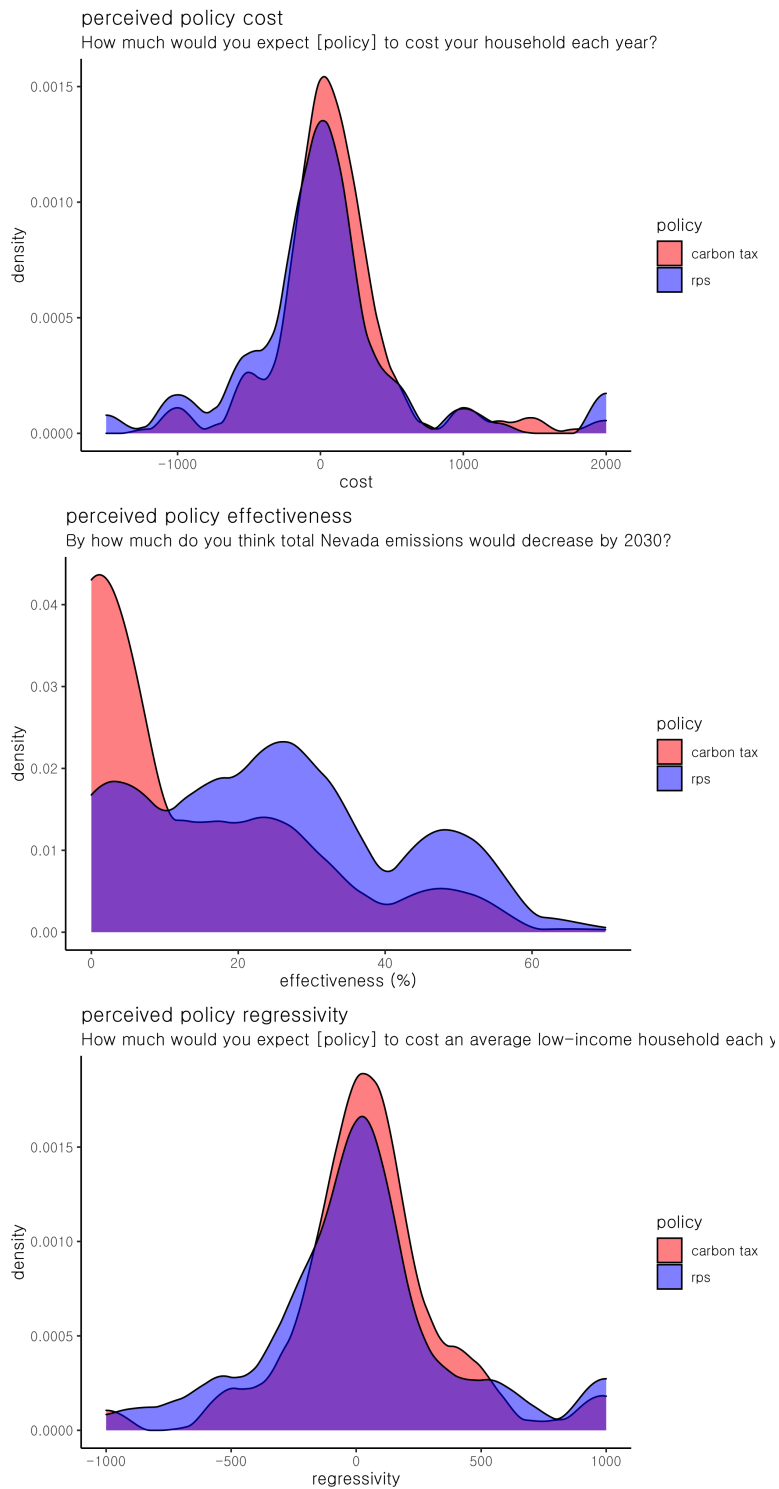 perceived policy cost
How much would you expect [policy] to cost your household each year?
0.0015
0.0010
0.0005
0.0000
density
−1000 0 1000 2000
cost
policy
carbon tax
rps
perceived policy effectiveness
By how much do you think total Nevada emissions would decrease by 2030?
0.04
0.03
0.02
0.01
0.00
density
0 20 40 60
effectiveness (%)
policy
carbon tax
rps
perceived policy regressivity
How much would you expect [policy] to cost an average low−income household each y
0.0015
0.0010
0.0005
0.0000
density
−1000 −500 0 500 1000
regressivity
policy
carbon tax
rps